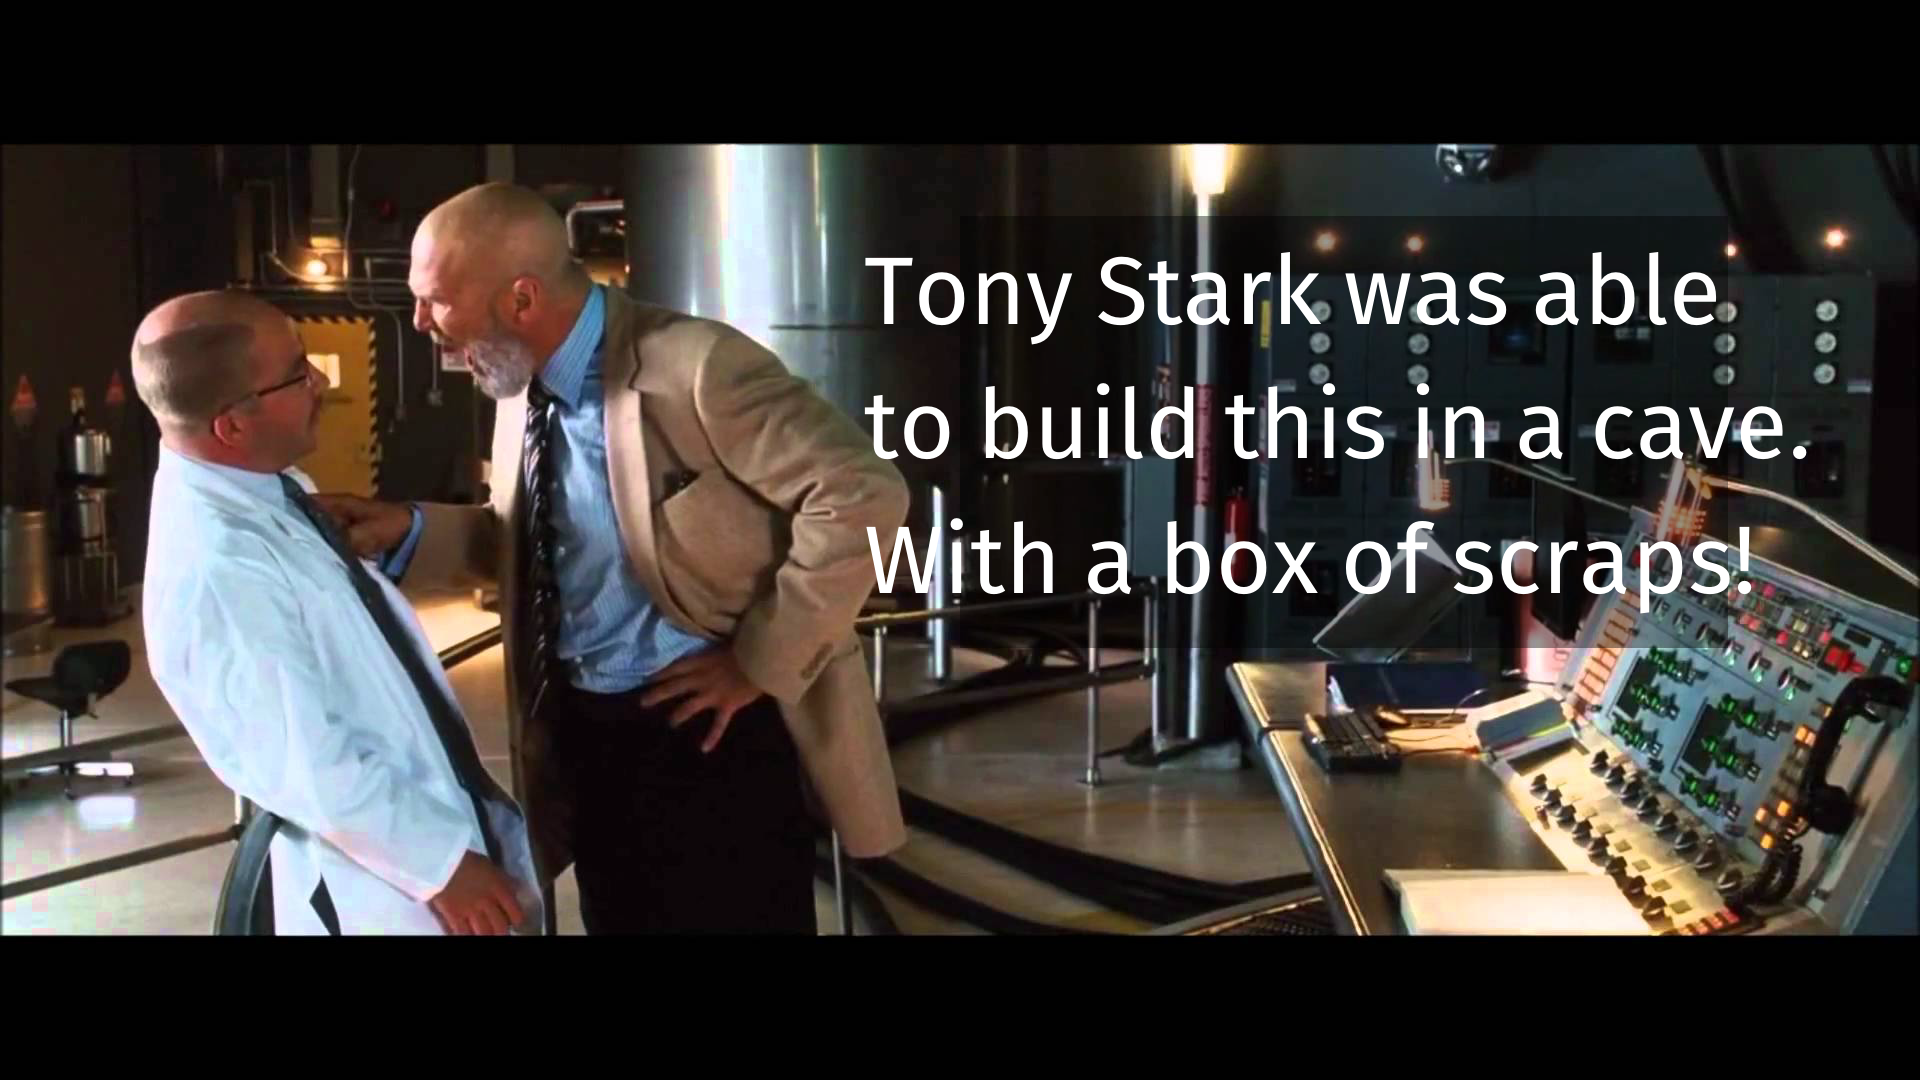 Tony Stark was able
to build this in a cave.
With a box of scraps!